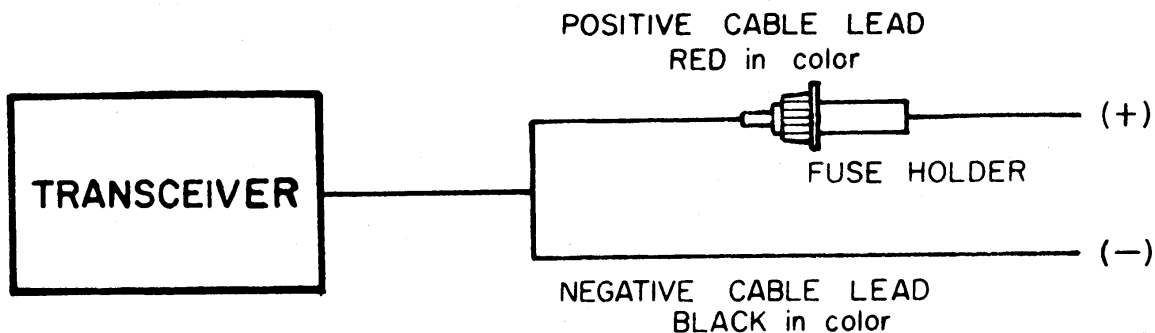 POSITIVE CABLE LEAD
RED in color
(+)
FUSE HOLDER
TRANSCEIVER
(—)
NEGATIVE CABLE LEAD
BLACK in color